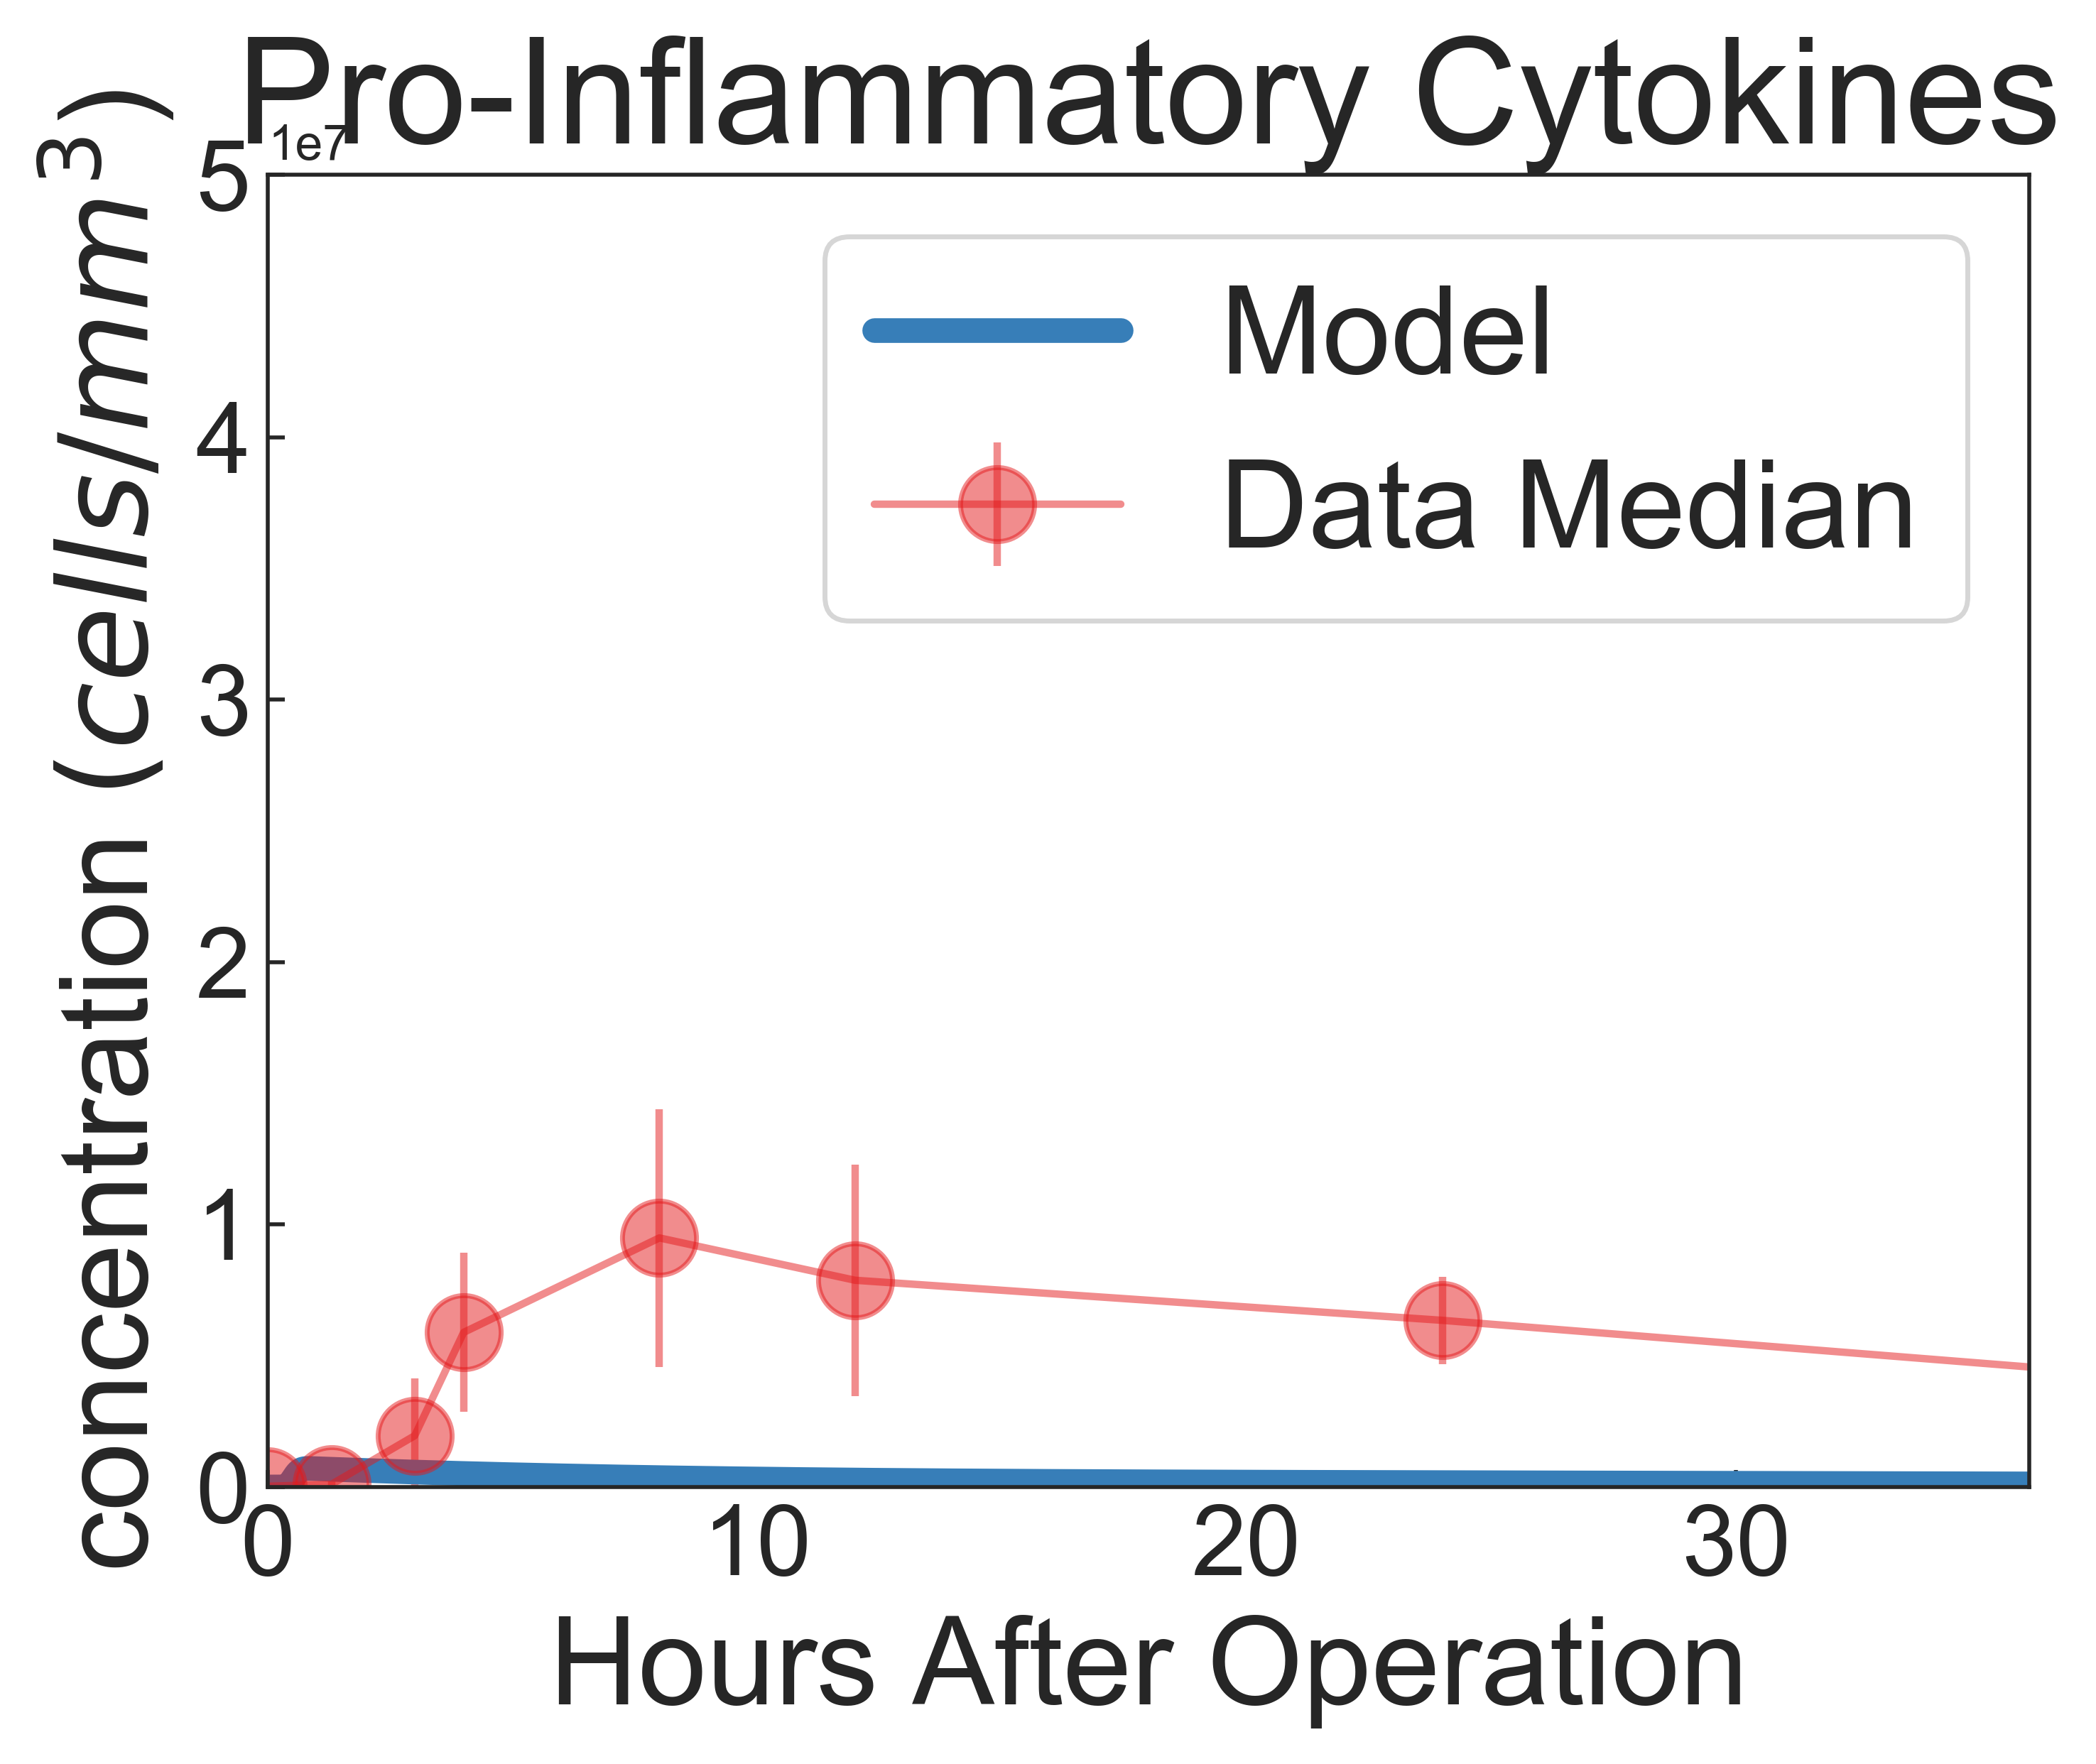 Pro-Inflammatory Cytokines
1e7
concentration (cells/mm³)
5
4
3
2
1
0
Model
Data Median
0 10 20 30
Hours After Operation